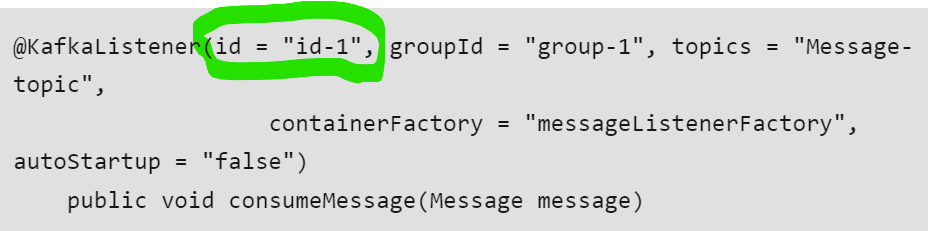 @KafkaListener(id = "id-1", groupId = "group-1", topics = "Message-
topic",
containerFactory = "messageListenerFactory",
autoStartup = "false")
public void consumeMessage(Message message)